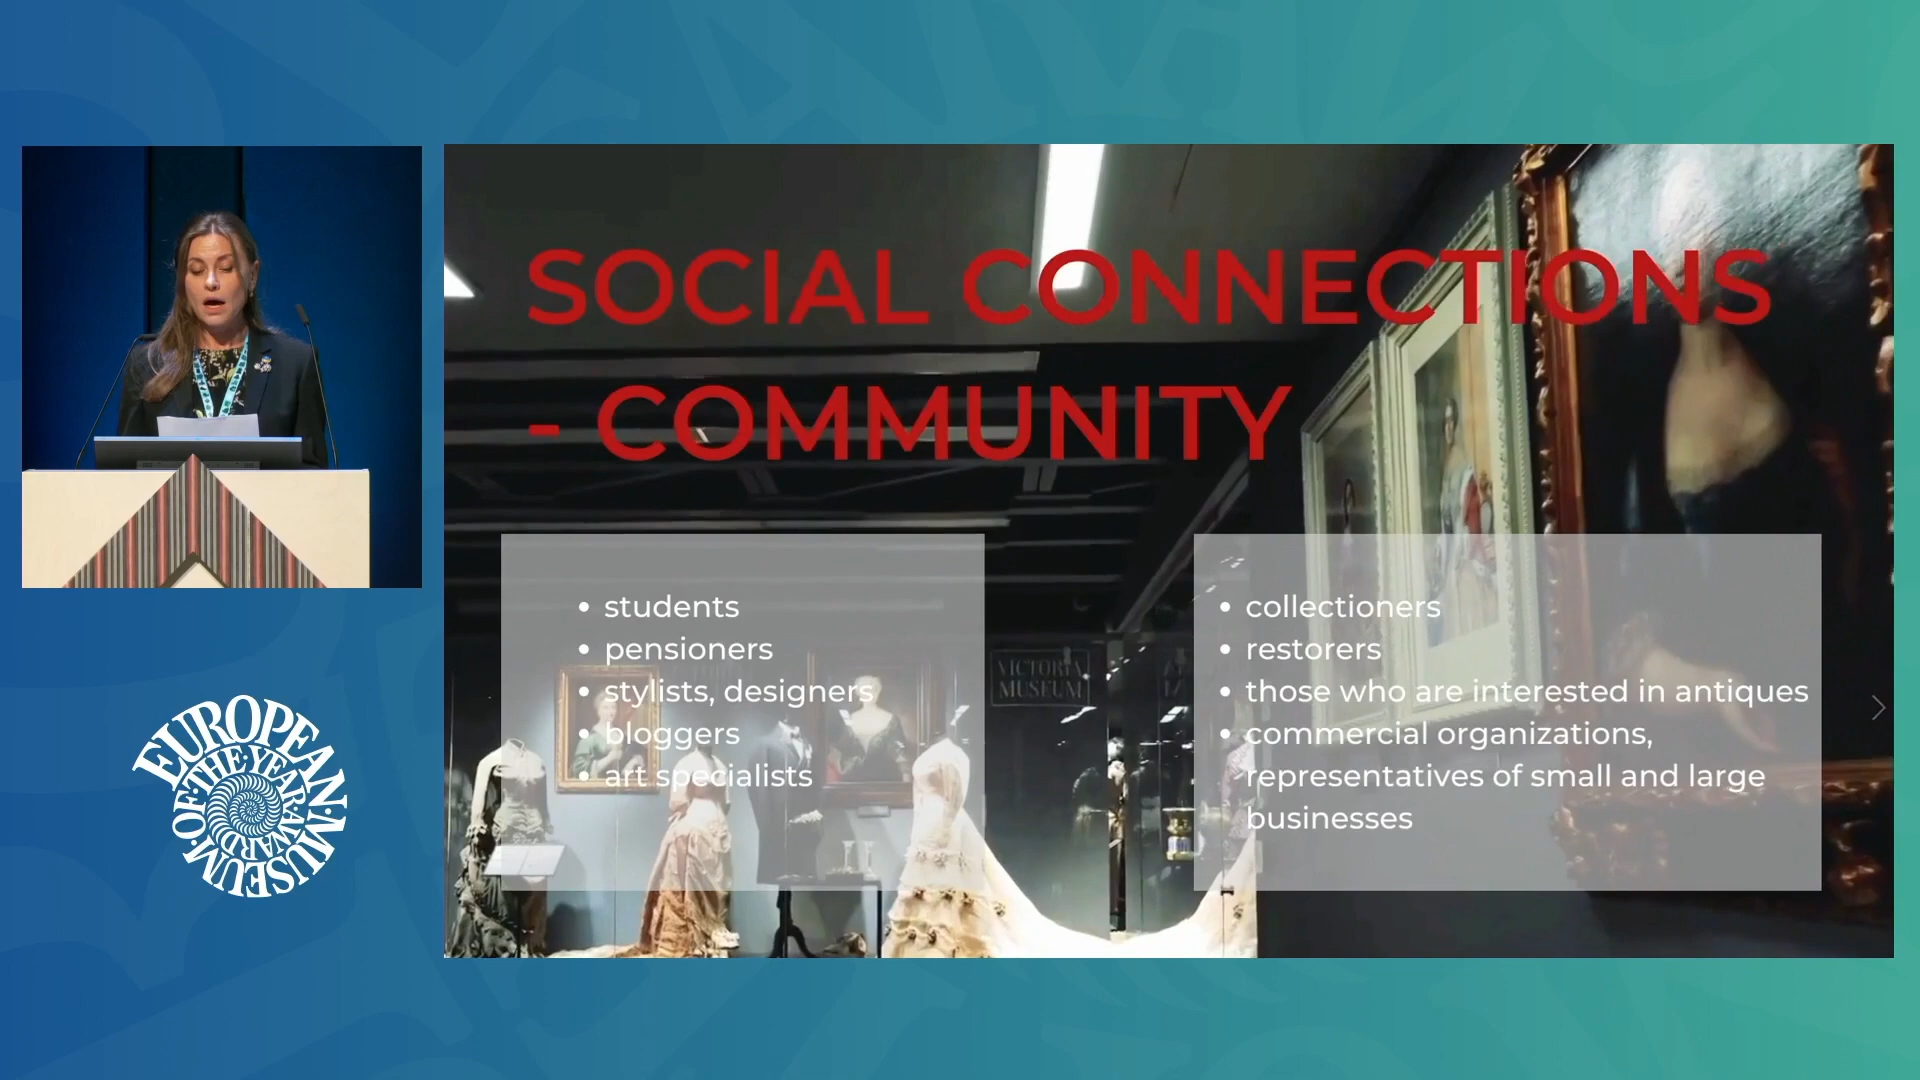 SOCIAL CONNECTIONS
- COMMUNITY
• students
• pensioners
• stylists, designers
• bloggers
• art specialists
• collectioners
• restorers
• those who are interested in antiques
• commercial organizations,
representatives of small and large
businesses
VICTORIA
MUSEUM
EUROPEAN·MUSEUM·
OF·THE·YEAR·AWARD